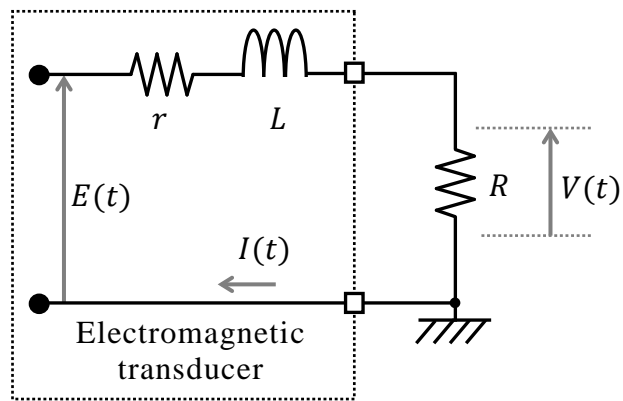 r
L
E(t)
R
V(t)
I(t)
Electromagnetic
transducer